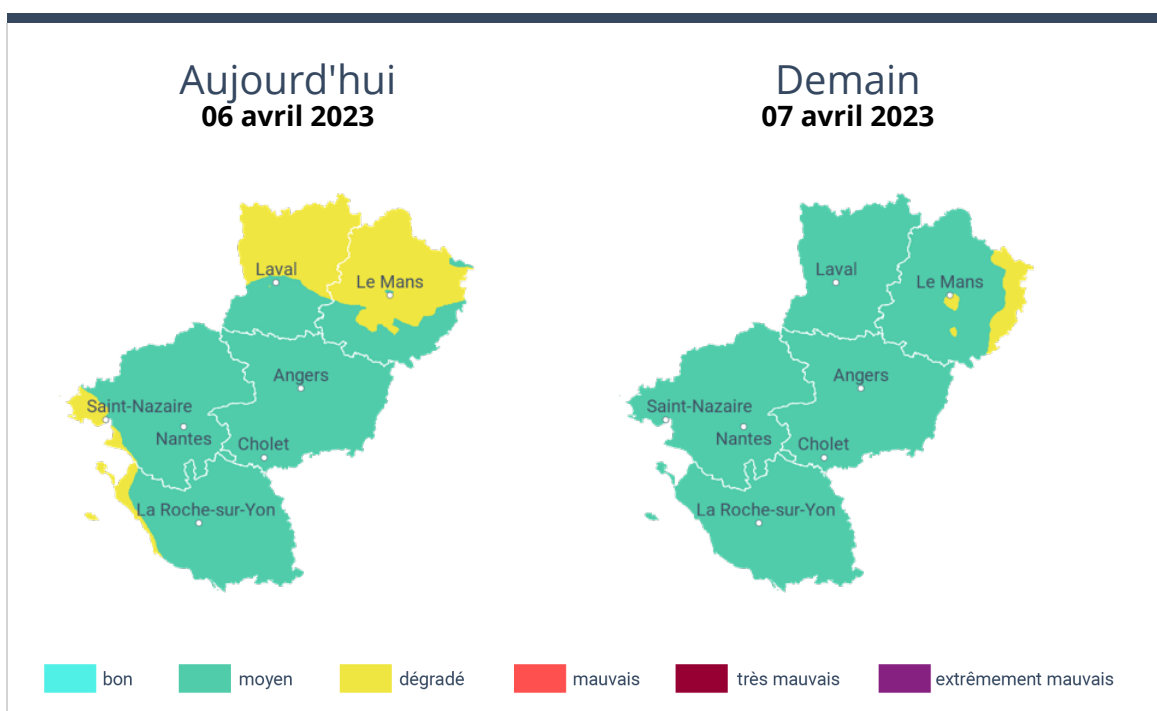 Aujourd'hui
06 avril 2023
Laval
Le Mans
Angers
Saint-Nazaire
Nantes
Cholet
La Roche-sur-Yon
Demain
07 avril 2023
Laval
Le Mans
Angers
Saint-Nazaire
Nantes
Cholet
La Roche-sur-Yon
bon moyen dégradé mauvais très mauvais extrêmement mauvais